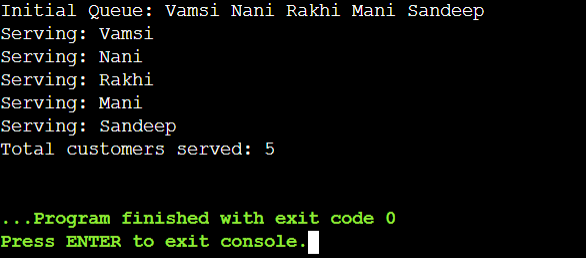 Initial Queue: Vamsi Nani Rakhi Mani Sandeep
Serving: Vamsi
Serving: Nani
Serving: Rakhi
Serving: Mani
Serving: Sandeep
Total customers served: 5
...Program finished with exit code 0
Press ENTER to exit console.